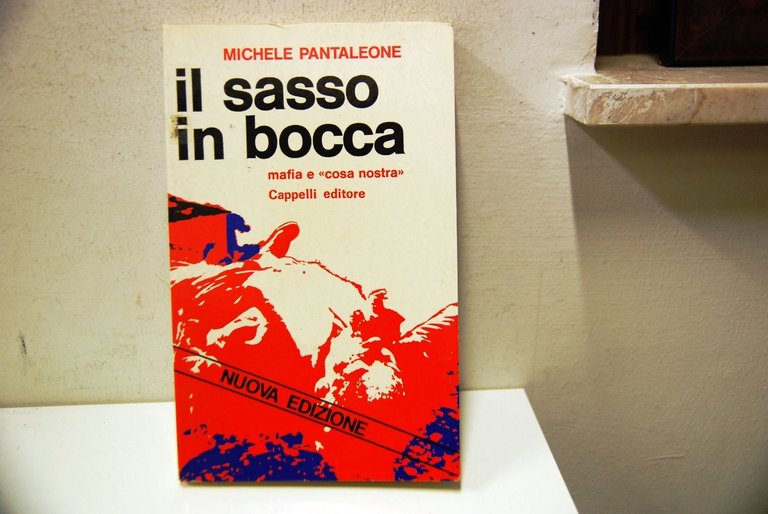 MICHELE PANTALEONE
il sasso
in bocca
mafia e «cosa nostra»
Cappelli editore
NUOVA EDIZIONE